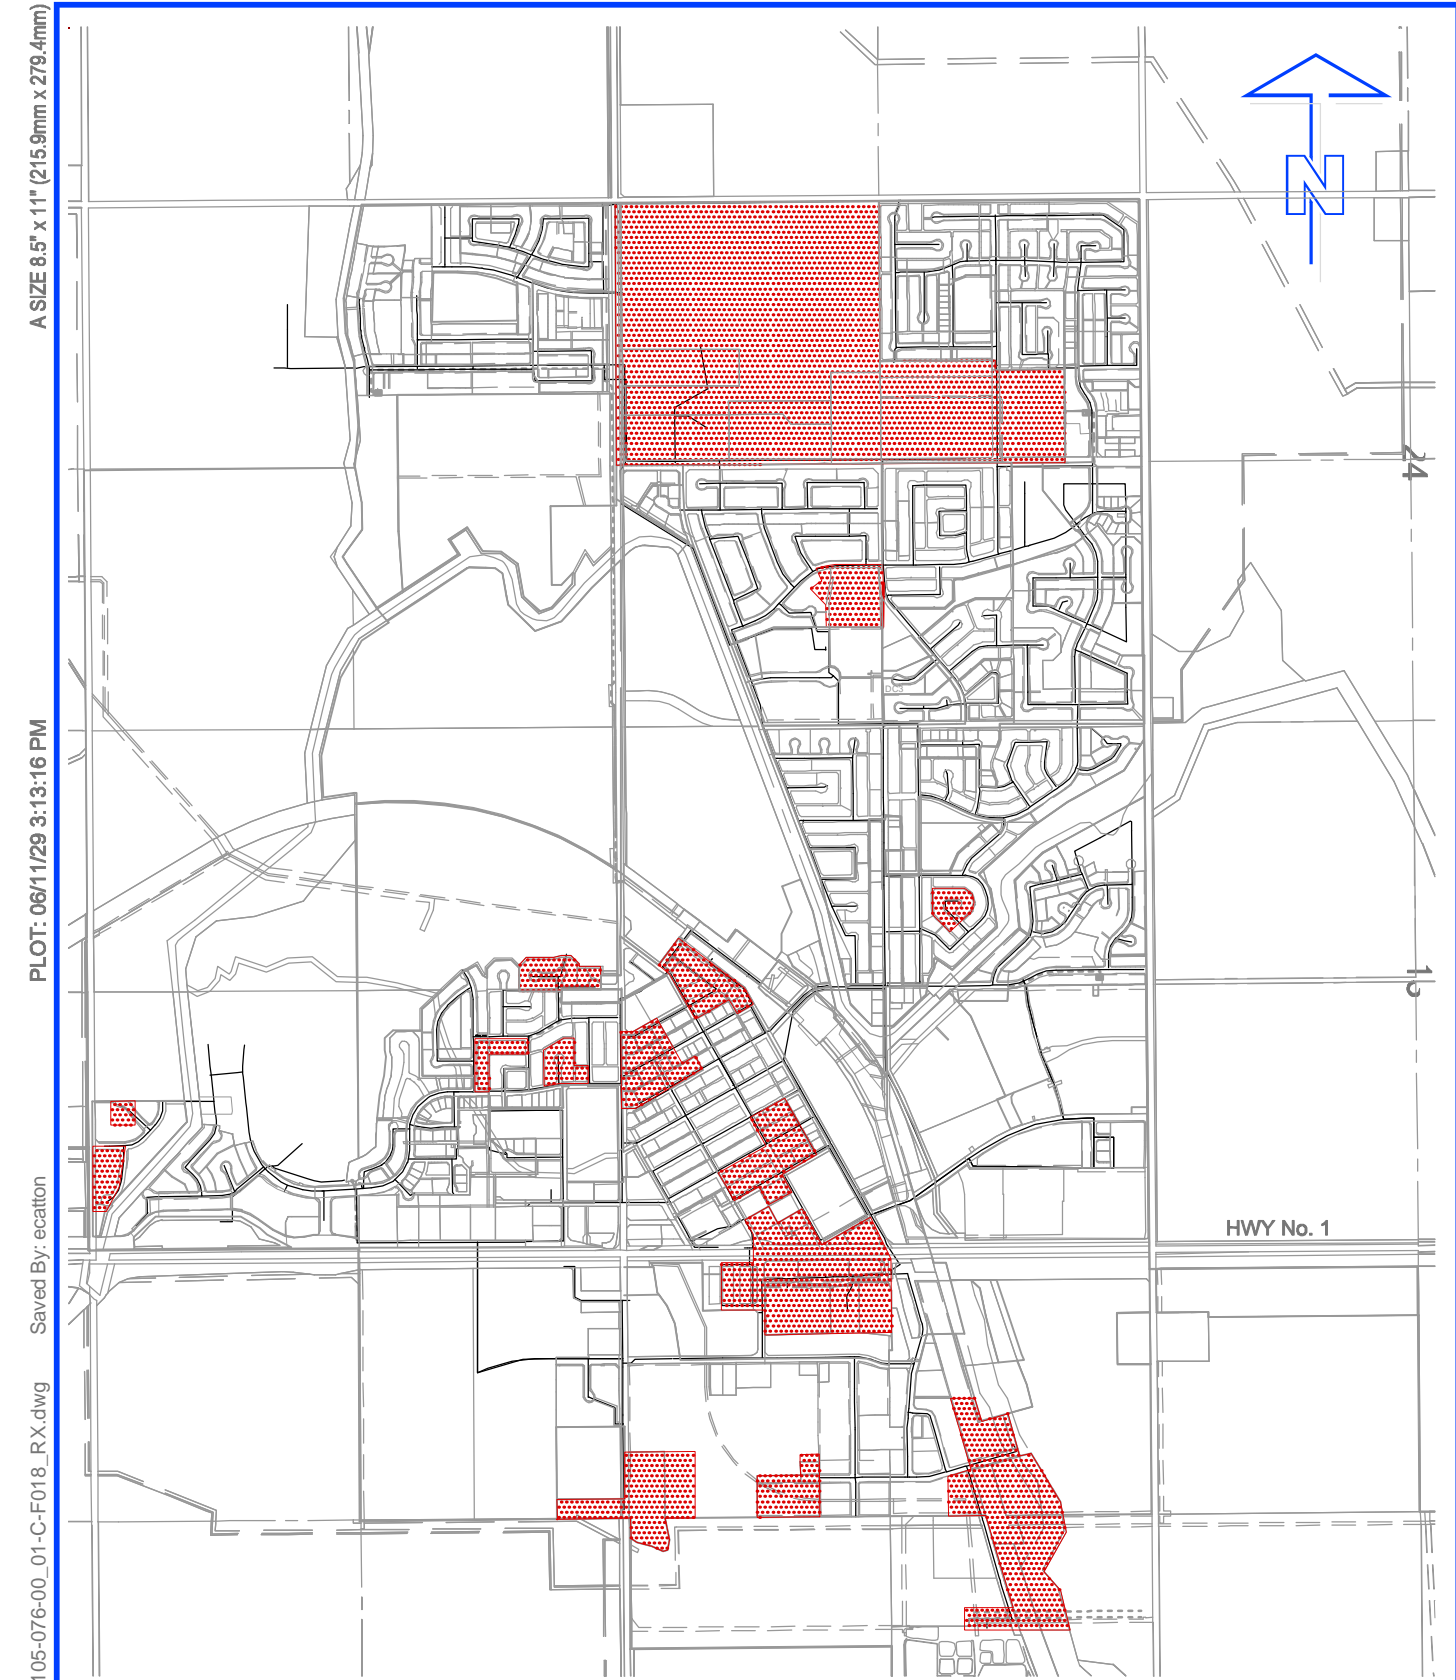 A SIZE 8.5" x 11" (215.9mm x 279.4mm)
PLOT: 06/11/29 3:13:16 PM
Saved By: ecatton
105-076-00_01-C-F018_RX.dwg
N
24
DC3
HWY No. 1